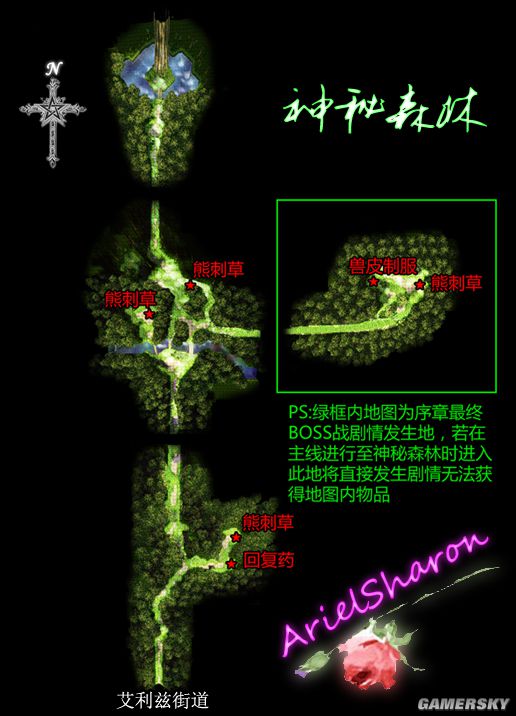 N
神秘森林
熊刺草
熊刺草
兽皮制服
熊刺草
PS:绿框内地图为序章最终
BOSS战剧情发生地，若在
主线进行至神秘森林时进入
此地将直接发生剧情无法获
得地图内物品
熊刺草
回复药
ArielSharon
艾利兹街道
GAMERSKY